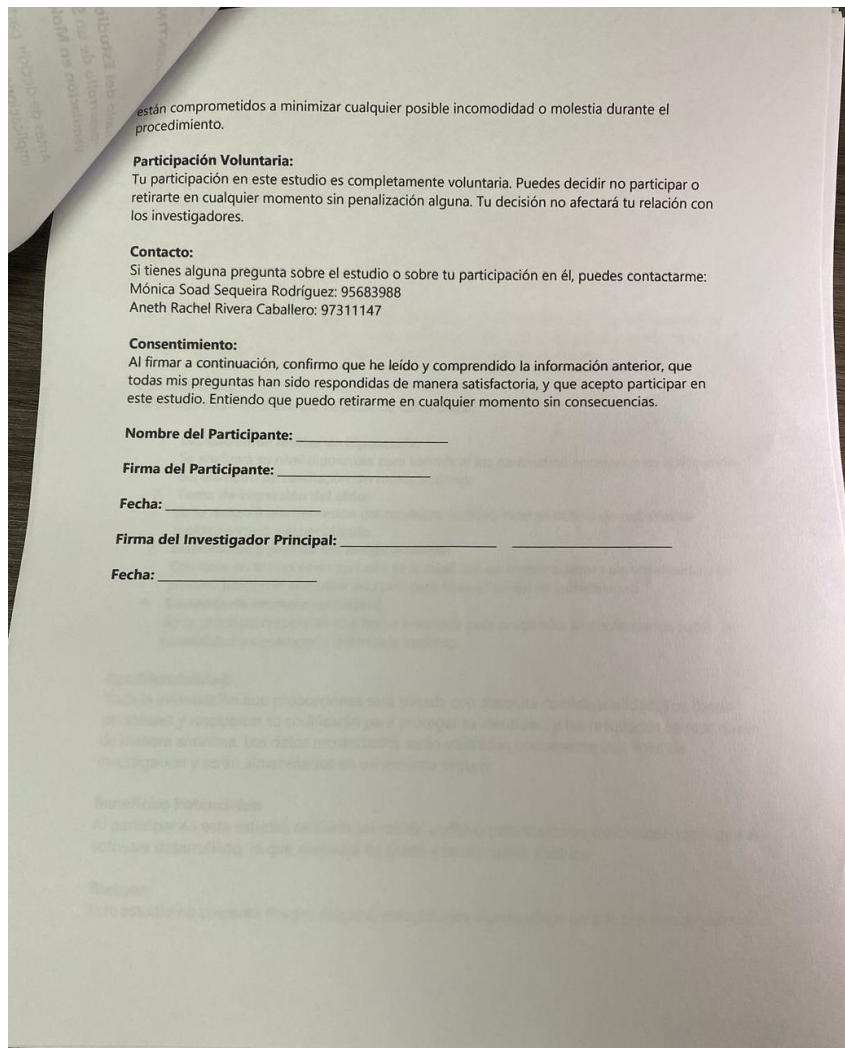 están comprometidos a minimizar cualquier posible incomodidad o molestia durante el
procedimiento.
Participación Voluntaria:
Tu participación en este estudio es completamente voluntaria. Puedes decidir no participar o
retirarte en cualquier momento sin penalización alguna. Tu decisión no afectará tu relación con
los investigadores.
Contacto:
Si tienes alguna pregunta sobre el estudio o sobre tu participación en él, puedes contactarme:
Mónica Soad Sequeira Rodríguez: 95683988
Aneth Rachel Rivera Caballero: 97311147
Consentimiento:
Al firmar a continuación, confirmo que he leído y comprendido la información anterior, que
todas mis preguntas han sido respondidas de manera satisfactoria, y que acepto participar en
este estudio. Entiendo que puedo retirarme en cualquier momento sin consecuencias.
Nombre del Participante: ____________________
Firma del Participante: ____________________
Fecha: ____________________
Firma del Investigador Principal: ____________________ ____________________
Fecha: ____________________